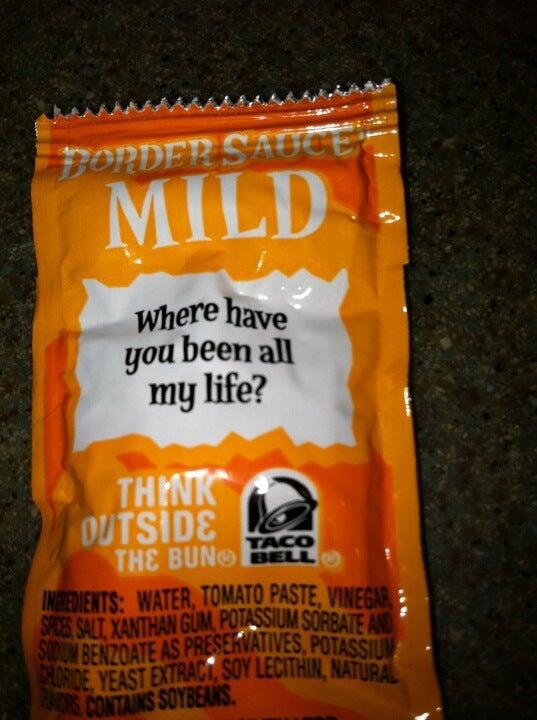 BORDER SAUCE
MILD
Where have
you been all
my life?
THINK
OUTSIDE
THE BUN®
TACO
BELL®
INGREDIENTS: WATER, TOMATO PASTE, VINEGAR,
SPICES, SALT, XANTHAN GUM, POTASSIUM SORBATE AND
SODIUM BENZOATE AS PRESERVATIVES, POTASSIUM
CHLORIDE, YEAST EXTRACT, SOY LECITHIN, NATURAL
FLAVORS. CONTAINS SOYBEANS.